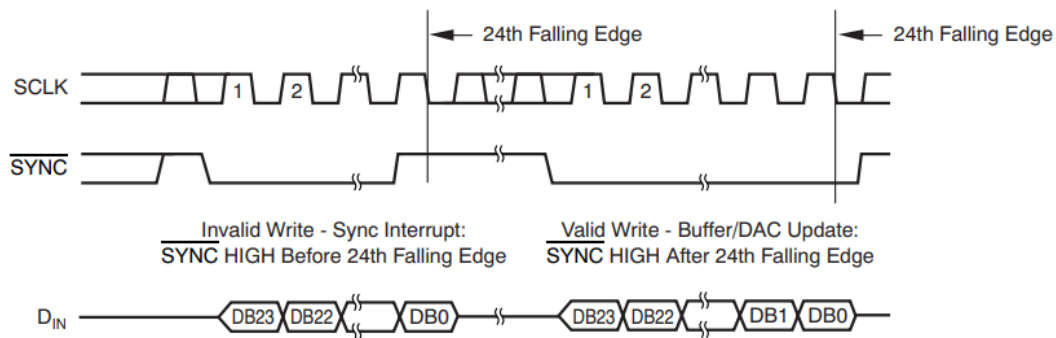 24th Falling Edge
24th Falling Edge
SCLK
1
2
1
2
SYNC
Invalid Write - Sync Interrupt:
SYNC HIGH Before 24th Falling Edge
Valid Write - Buffer/DAC Update:
SYNC HIGH After 24th Falling Edge
DIN
DB23
DB22
DB0
DB23
DB22
DB1
DB0